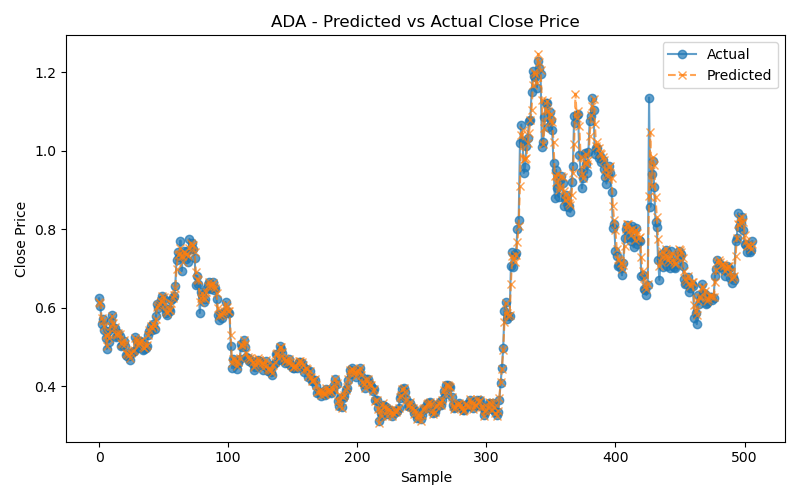 ADA - Predicted vs Actual Close Price
Actual
Predicted
1.2
1.0
0.8
0.6
0.4
Close Price
0 100 200 300 400 500
Sample